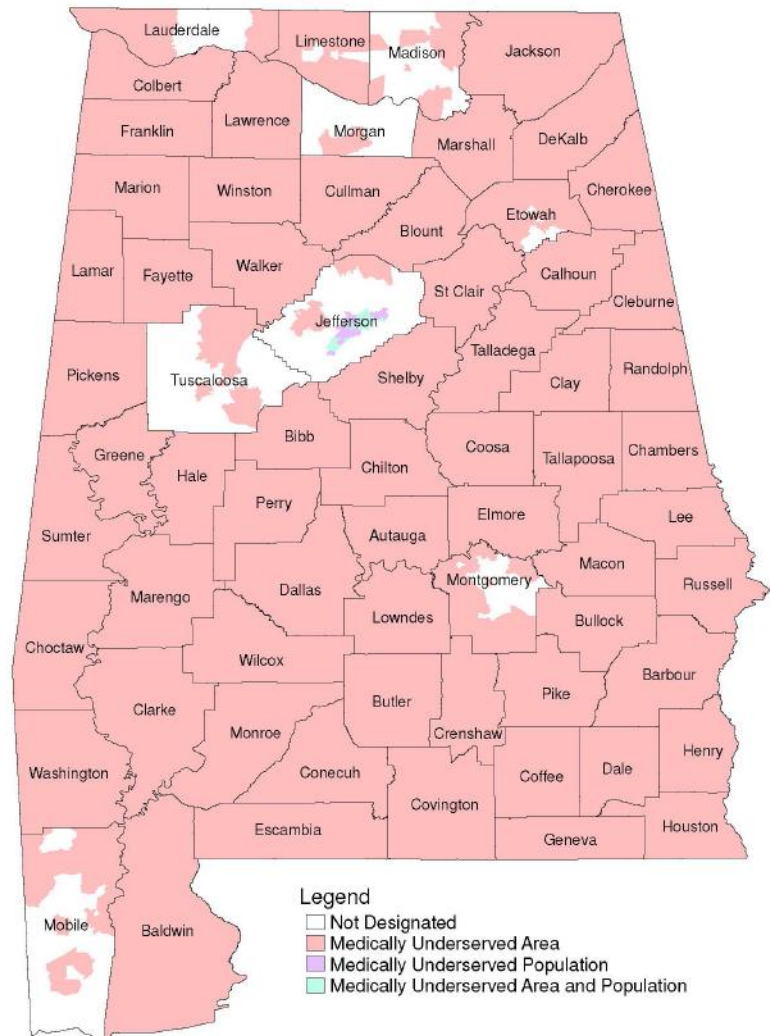 Lauderdale
Limestone
Madison
Jackson
Colbert
Lawrence
Franklin
Morgan
Marshall
DeKalb
Marion
Winston
Cullman
Cherokee
Etowah
Blount
Lamar
Fayette
Walker
Calhoun
St Clair
Cleburne
Jefferson
Talladega
Pickens
Tuscaloosa
Shelby
Clay
Randolph
Bibb
Greene
Hale
Chilton
Coosa
Tallapoosa
Chambers
Perry
Elmore
Lee
Sumter
Autauga
Macon
Montgomery
Russell
Marengo
Dallas
Lowndes
Bullock
Choctaw
Wilcox
Barbour
Clarke
Butler
Pike
Monroe
Crenshaw
Washington
Conecuh
Coffee
Dale
Henry
Covington
Escambia
Geneva
Houston
Mobile
Baldwin
Legend
Not Designated
Medically Underserved Area
Medically Underserved Population
Medically Underserved Area and Population